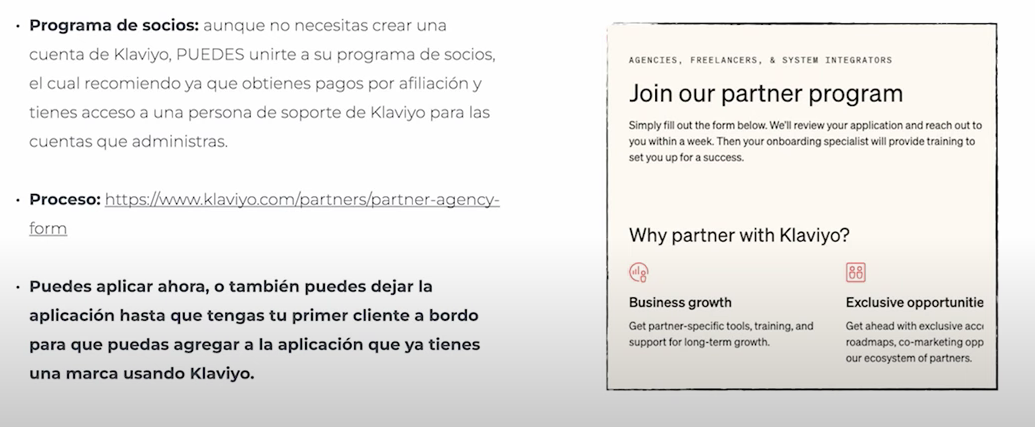 • Programa de socios: aunque no necesitas crear una
cuenta de Klaviyo, PUEDES unirte a su programa de socios,
el cual recomiendo ya que obtienes pagos por afiliación y
tienes acceso a una persona de soporte de Klaviyo para las
cuentas que administras.
• Proceso: https://www.klaviyo.com/partners/partner-agency-
form
• Puedes aplicar ahora, o también puedes dejar la
aplicación hasta que tengas tu primer cliente a bordo
para que puedas agregar a la aplicación que ya tienes
una marca usando Klaviyo.
AGENCIES, FREELANCERS, & SYSTEM INTEGRATORS
Join our partner program
Simply fill out the form below. We'll review your application and reach out to
you within a week. Then your onboarding specialist will provide training to
set you up for a success.
Why partner with Klaviyo?
Business growth
Get partner-specific tools, training, and
support for long-term growth.
Exclusive opportunitie
Get ahead with exclusive acc
roadmaps, co-marketing opp
our ecosystem of partners.